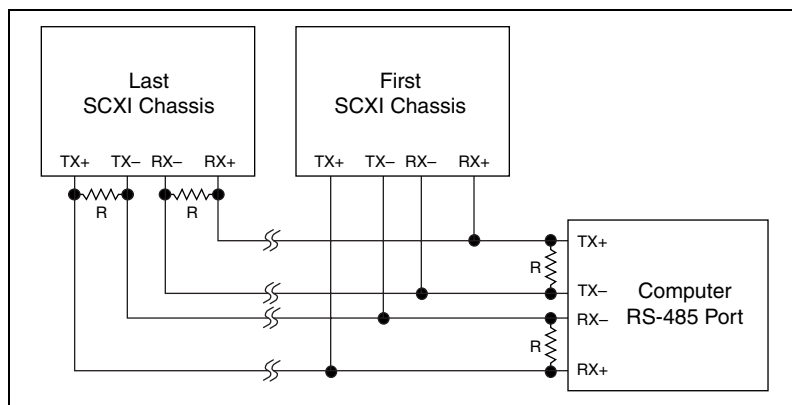 Last
SCXI Chassis
TX+ TX– RX– RX+
First
SCXI Chassis
TX+ TX– RX– RX+
R R
TX+
R
TX–
RX–
R
RX+
Computer
RS-485 Port